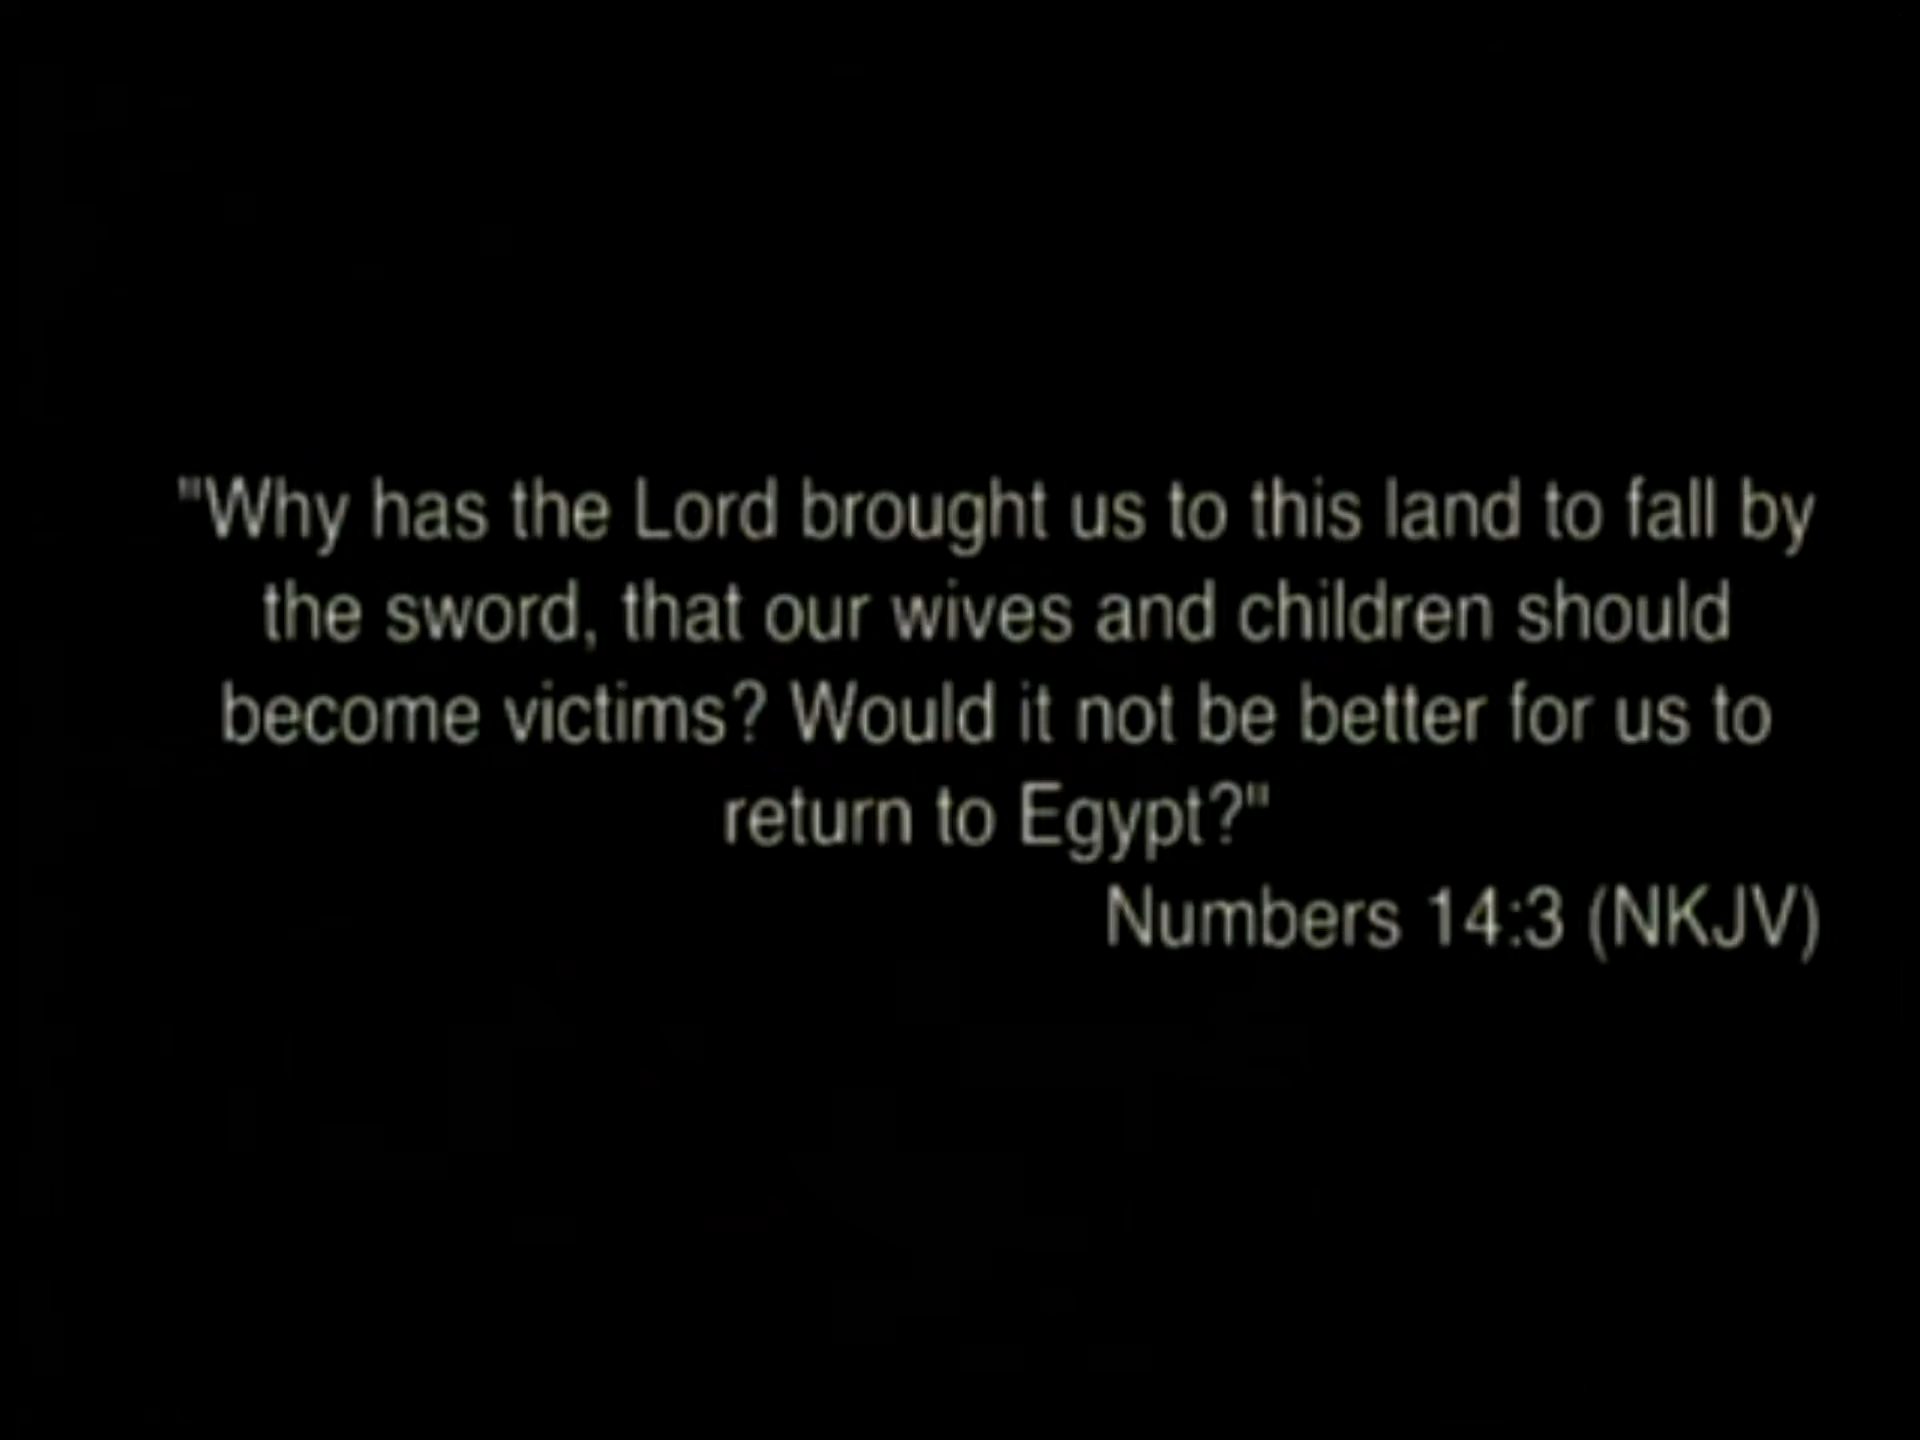 "Why has the Lord brought us to this land to fall by
the sword, that our wives and children should
become victims? Would it not be better for us to
return to Egypt?"
Numbers 14:3 (NKJV)